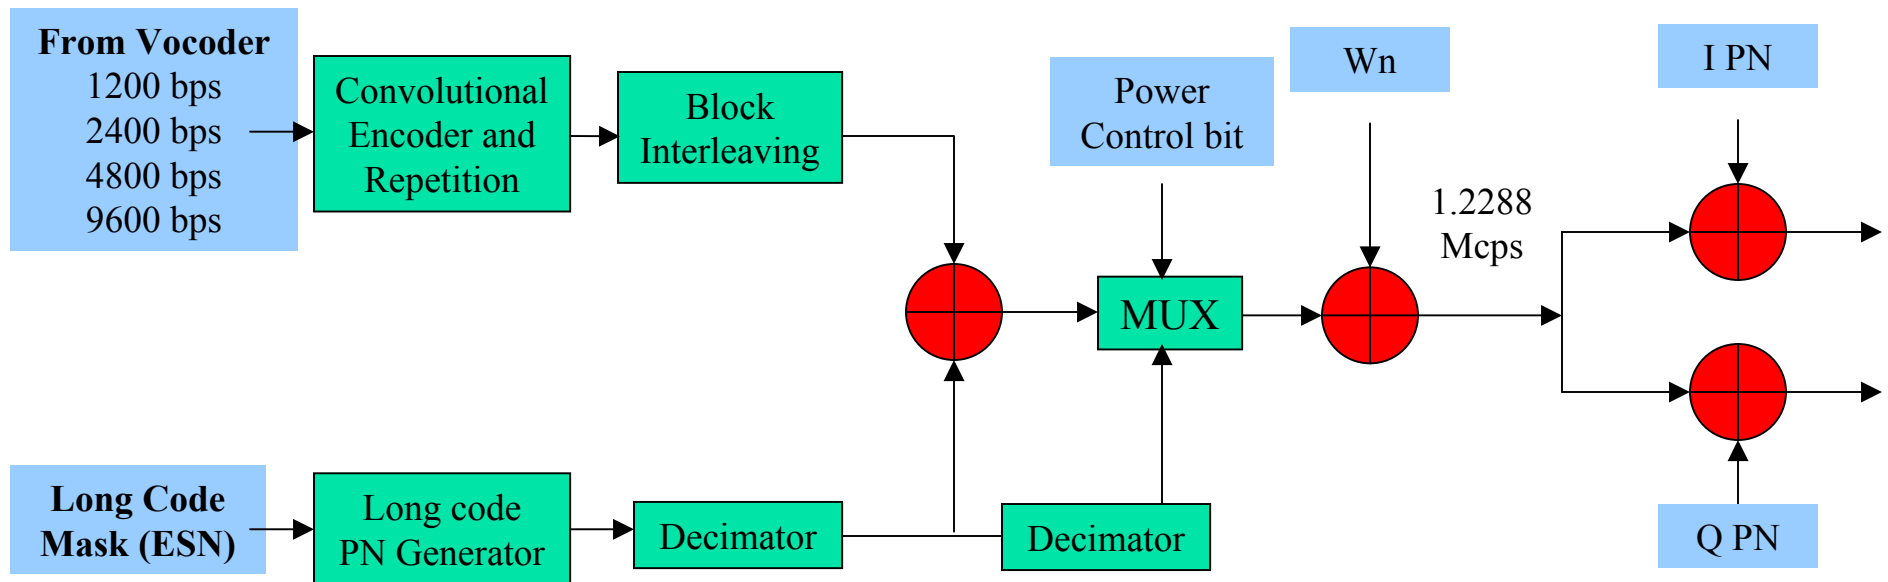 From Vocoder
1200 bps
2400 bps
4800 bps
9600 bps
Convolutional
Encoder and
Repetition
Block
Interleaving
Power
Control bit
Wn
I PN
1.2288
Mcps
MUX
Long Code
Mask (ESN)
Long code
PN Generator
Decimator
Decimator
Q PN